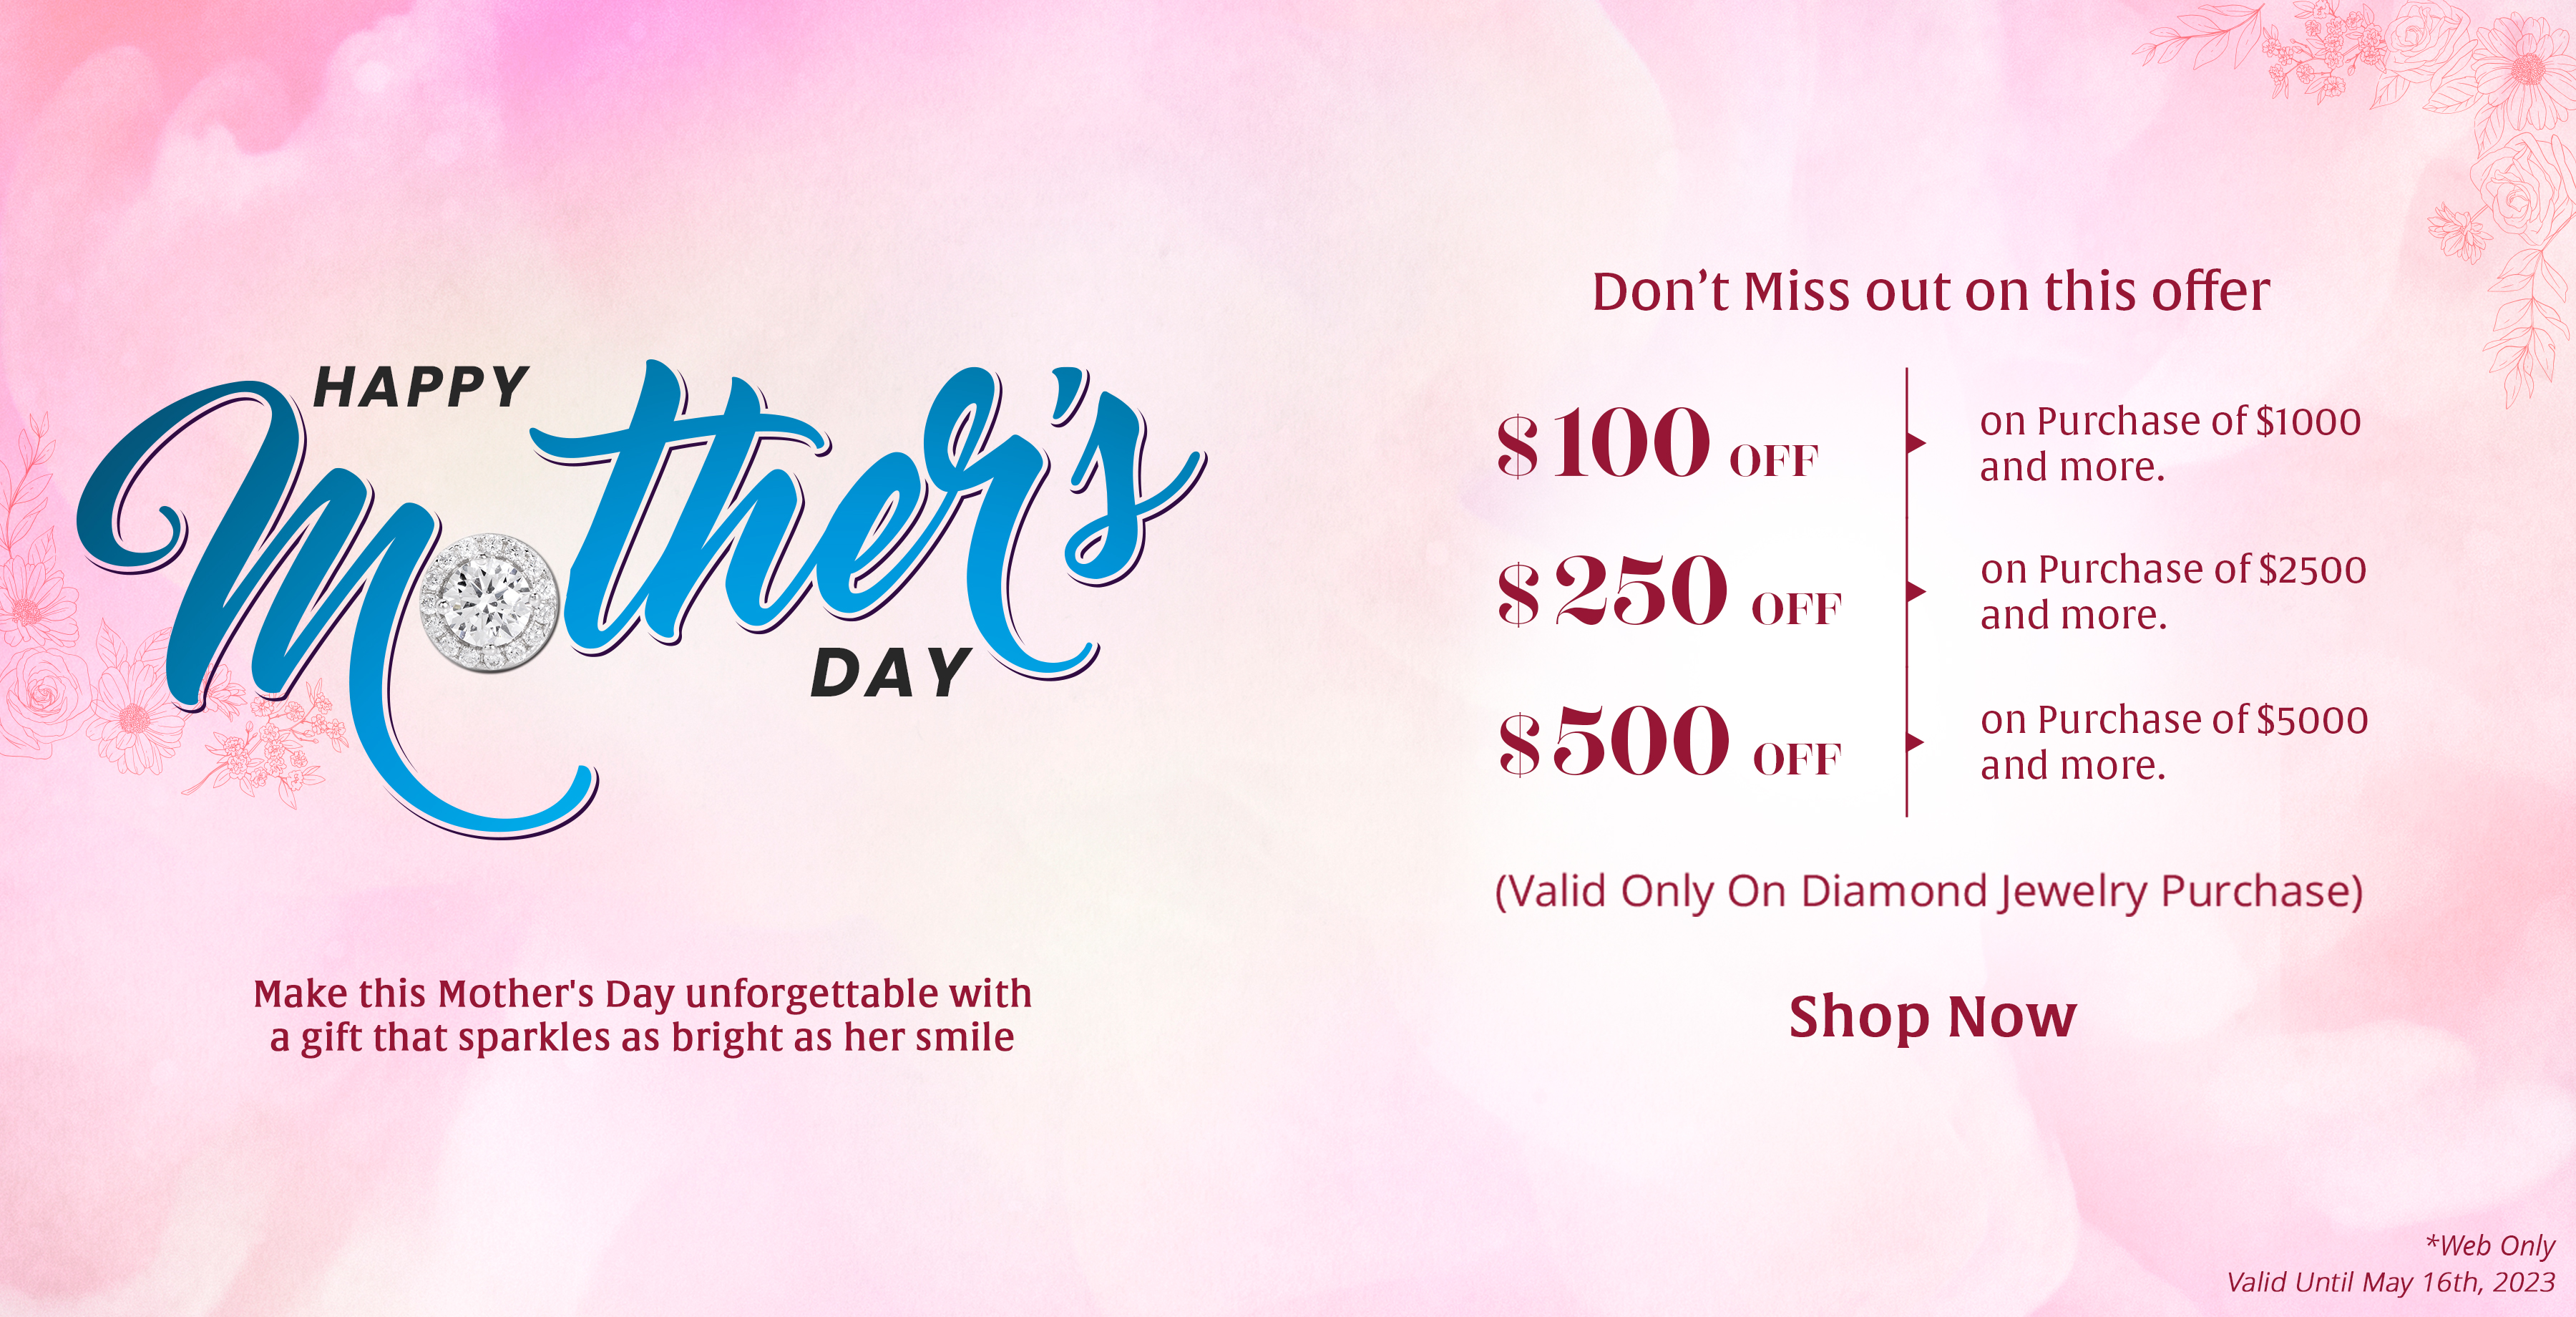 HAPPY
Mother's
DAY
Make this Mother's Day unforgettable with
a gift that sparkles as bright as her smile
Don’t Miss out on this offer
$100 OFF
on Purchase of $1000
and more.
$250 OFF
on Purchase of $2500
and more.
$500 OFF
on Purchase of $5000
and more.
(Valid Only On Diamond Jewelry Purchase)
Shop Now
*Web Only
Valid Until May 16th, 2023